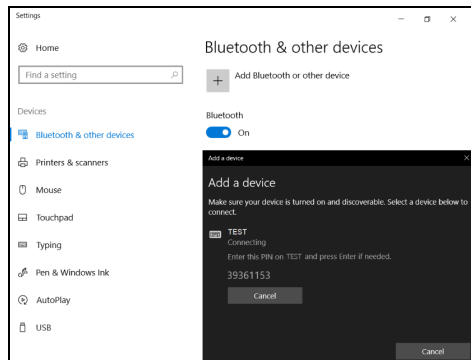 Settings
Home
Find a setting
Devices
Bluetooth & other devices
Printers & scanners
Mouse
Touchpad
Typing
Pen & Windows Ink
AutoPlay
USB
Bluetooth & other devices
Add Bluetooth or other device
Bluetooth
On
Add a device
Add a device
Make sure your device is turned on and discoverable. Select a device below to
connect.
TEST
Connecting
Enter this PIN on TEST and press Enter if needed.
39361153
Cancel
Cancel